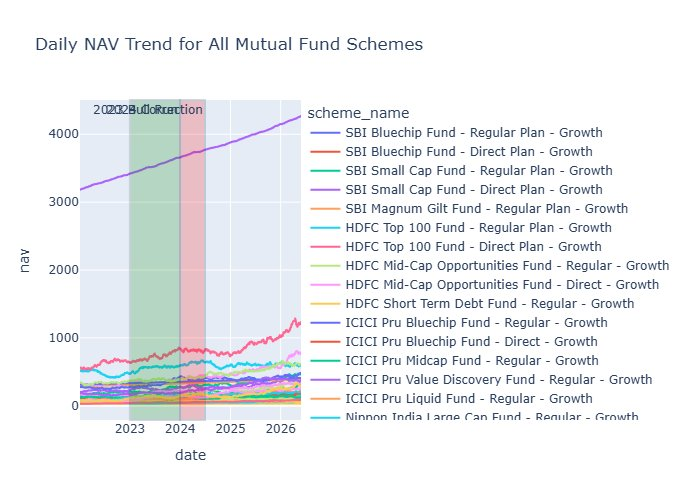 Daily NAV Trend for All Mutual Fund Schemes
2023 Bull Run
2024 Correction
scheme_name
SBI Bluechip Fund - Regular Plan - Growth
SBI Bluechip Fund - Direct Plan - Growth
SBI Small Cap Fund - Regular Plan - Growth
SBI Small Cap Fund - Direct Plan - Growth
SBI Magnum Gilt Fund - Regular Plan - Growth
HDFC Top 100 Fund - Regular Plan - Growth
HDFC Top 100 Fund - Direct Plan - Growth
HDFC Mid-Cap Opportunities Fund - Regular - Growth
HDFC Mid-Cap Opportunities Fund - Direct - Growth
HDFC Short Term Debt Fund - Regular - Growth
ICICI Pru Bluechip Fund - Regular - Growth
ICICI Pru Bluechip Fund - Direct - Growth
ICICI Pru Midcap Fund - Regular - Growth
ICICI Pru Value Discovery Fund - Regular - Growth
ICICI Pru Liquid Fund - Regular - Growth
Nippon India Large Cap Fund - Regular - Growth
4000
3000
2000
1000
0
nav
2023 2024 2025 2026
date